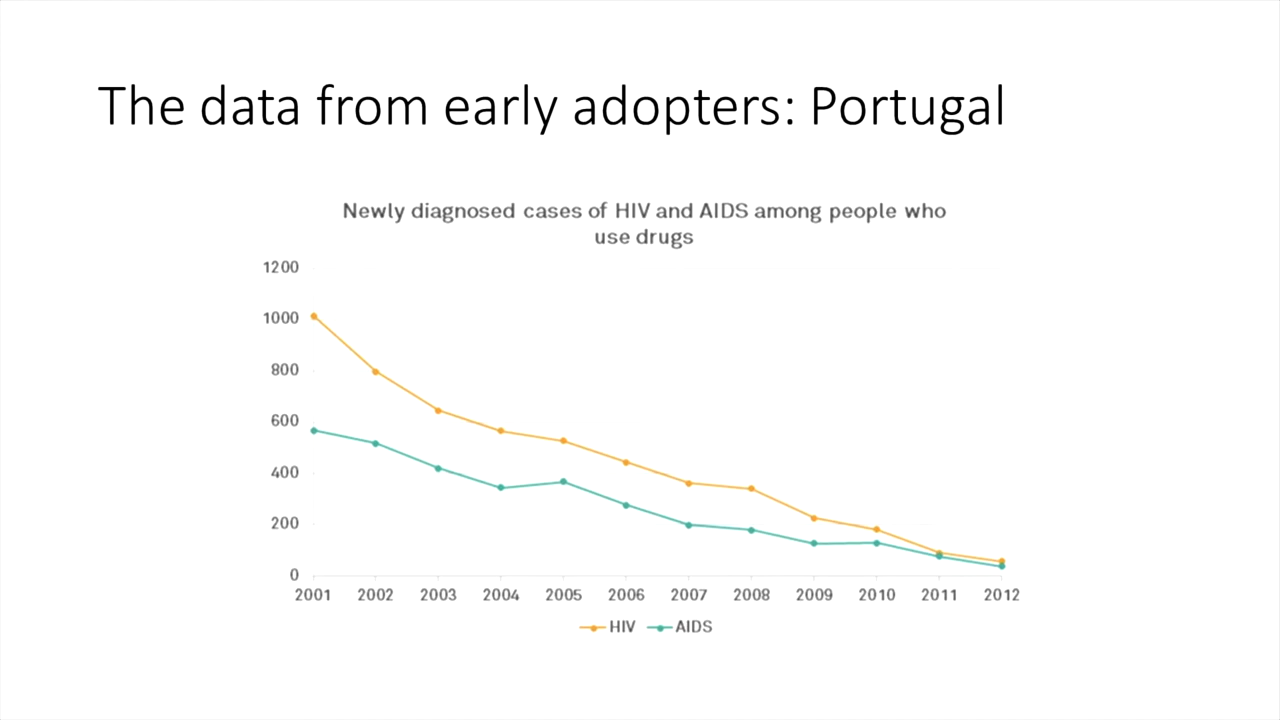 The data from early adopters: Portugal
Newly diagnosed cases of HIV and AIDS among people who
use drugs
1200
1000
800
600
400
200
0
2001 2002 2003 2004 2005 2006 2007 2008 2009 2010 2011 2012
HIV AIDS